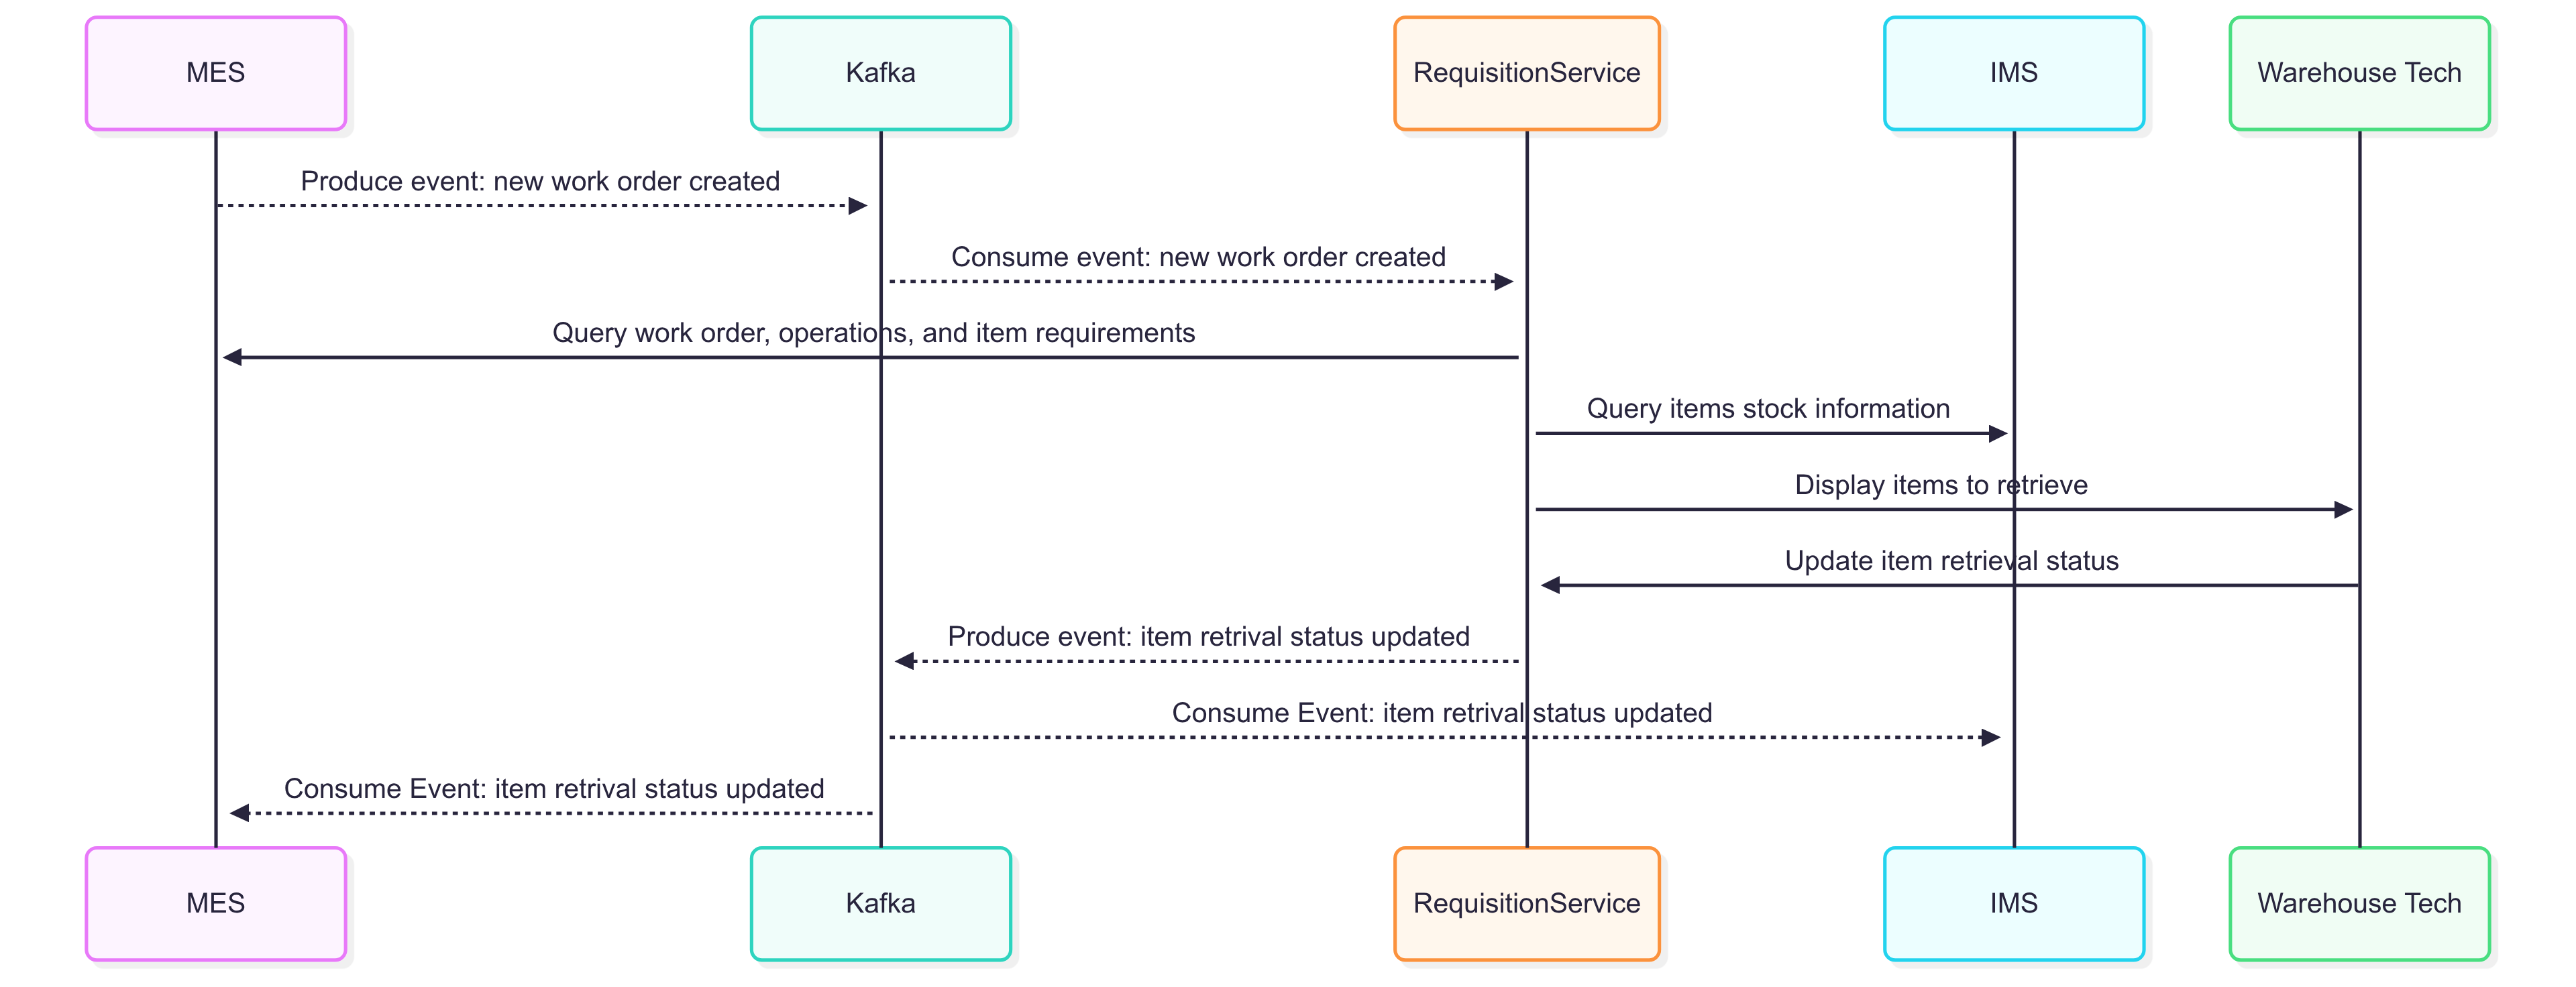 MES
Kafka
RequisitionService
IMS
Warehouse Tech
Produce event: new work order created
Consume event: new work order created
Query work order, operations, and item requirements
Query items stock information
Display items to retrieve
Update item retrieval status
Produce event: item retrival status updated
Consume Event: item retrival status updated
Consume Event: item retrival status updated
MES
Kafka
RequisitionService
IMS
Warehouse Tech